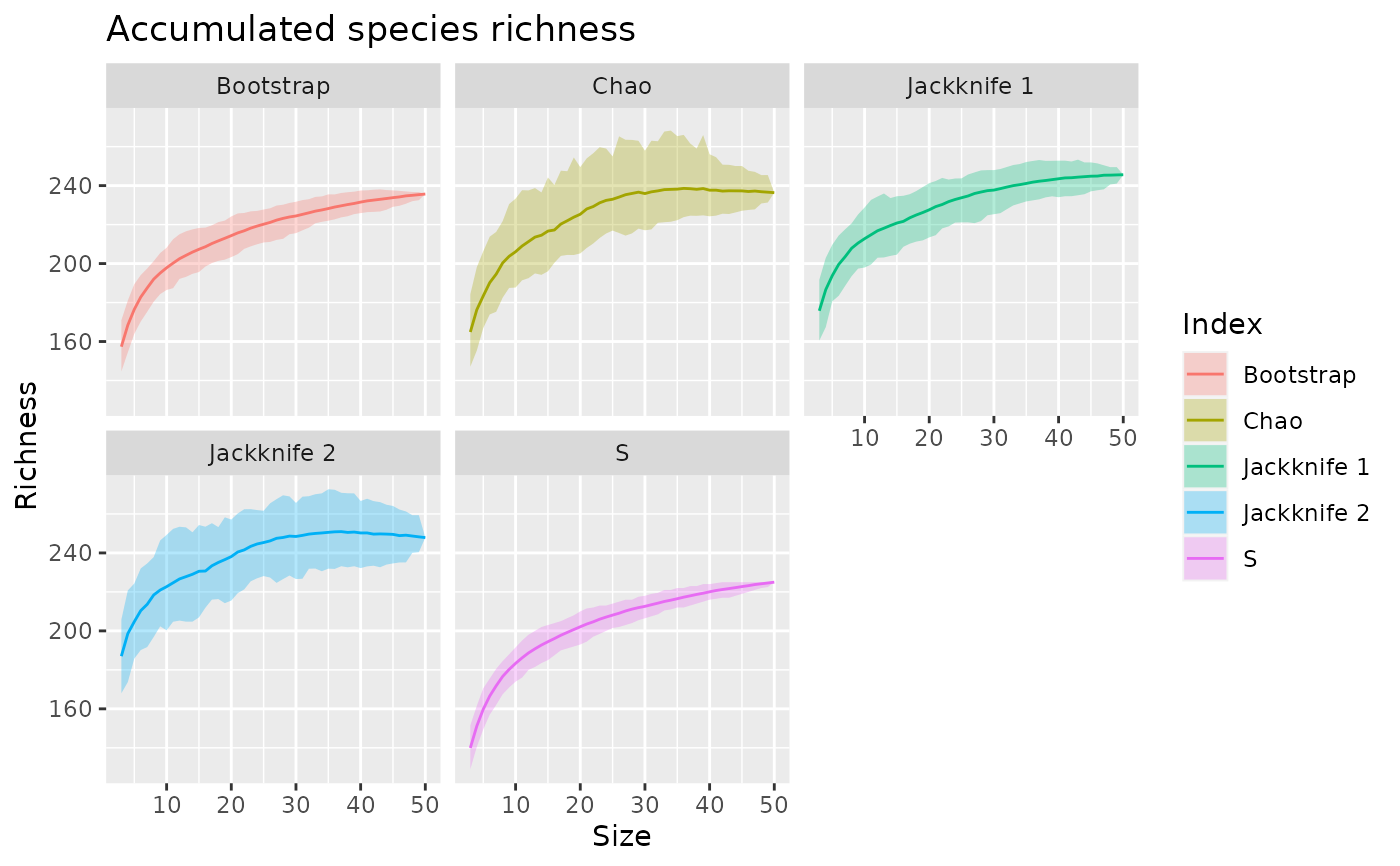 Accumulated species richness
Bootstrap
Chao
Jackknife 1
240
200
160
10 20 30 40 50
Jackknife 2
S
240
200
160
10 20 30 40 50
10 20 30 40 50
Richness
Size
Index
Bootstrap
Chao
Jackknife 1
Jackknife 2
S